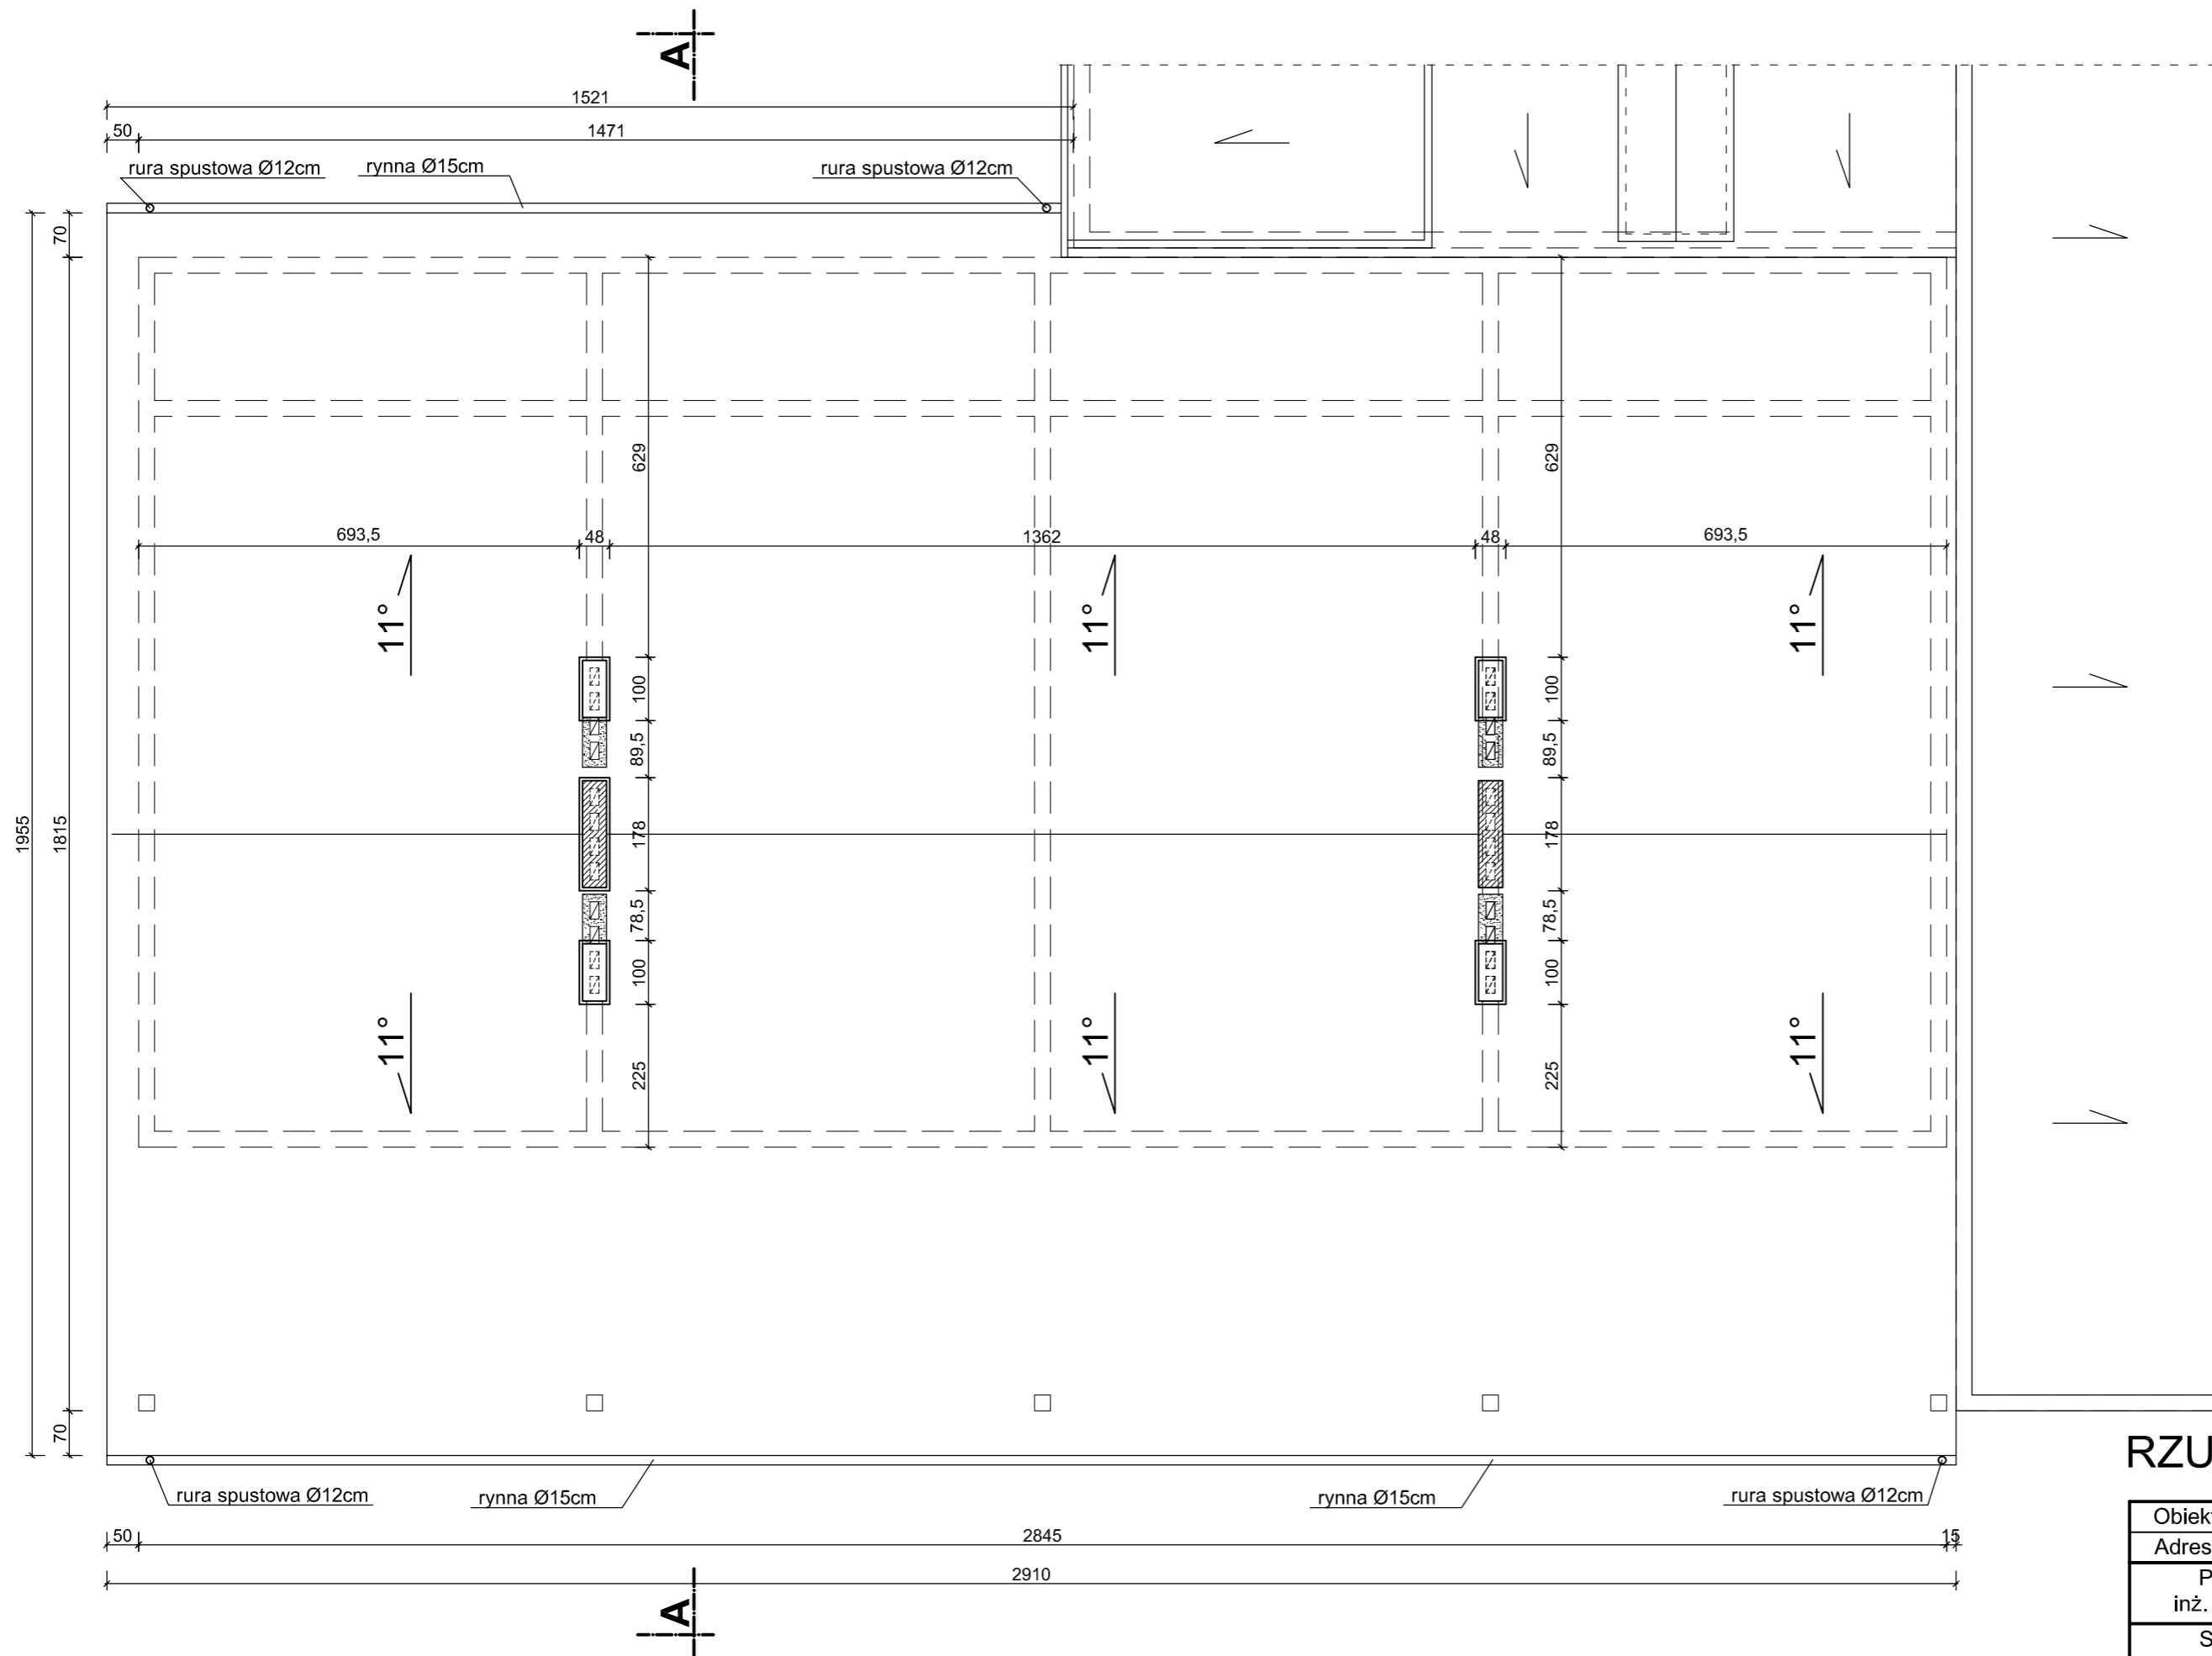 A
1521
50 1471
rura spustowa Ø12cm rynna Ø15cm rura spustowa Ø12cm
70
629 629
693,5 48 1362 48 693,5
11° 11° 11°
100 100
89,5 89,5
1955 1815 178 178
78,5 78,5
100 100
11° 11° 11°
225 225
70
RZU
rura spustowa Ø12cm rynna Ø15cm rynna Ø15cm rura spustowa Ø12cm
Obiek
50 2845 15
Adres
2910
P
inż.
A
S